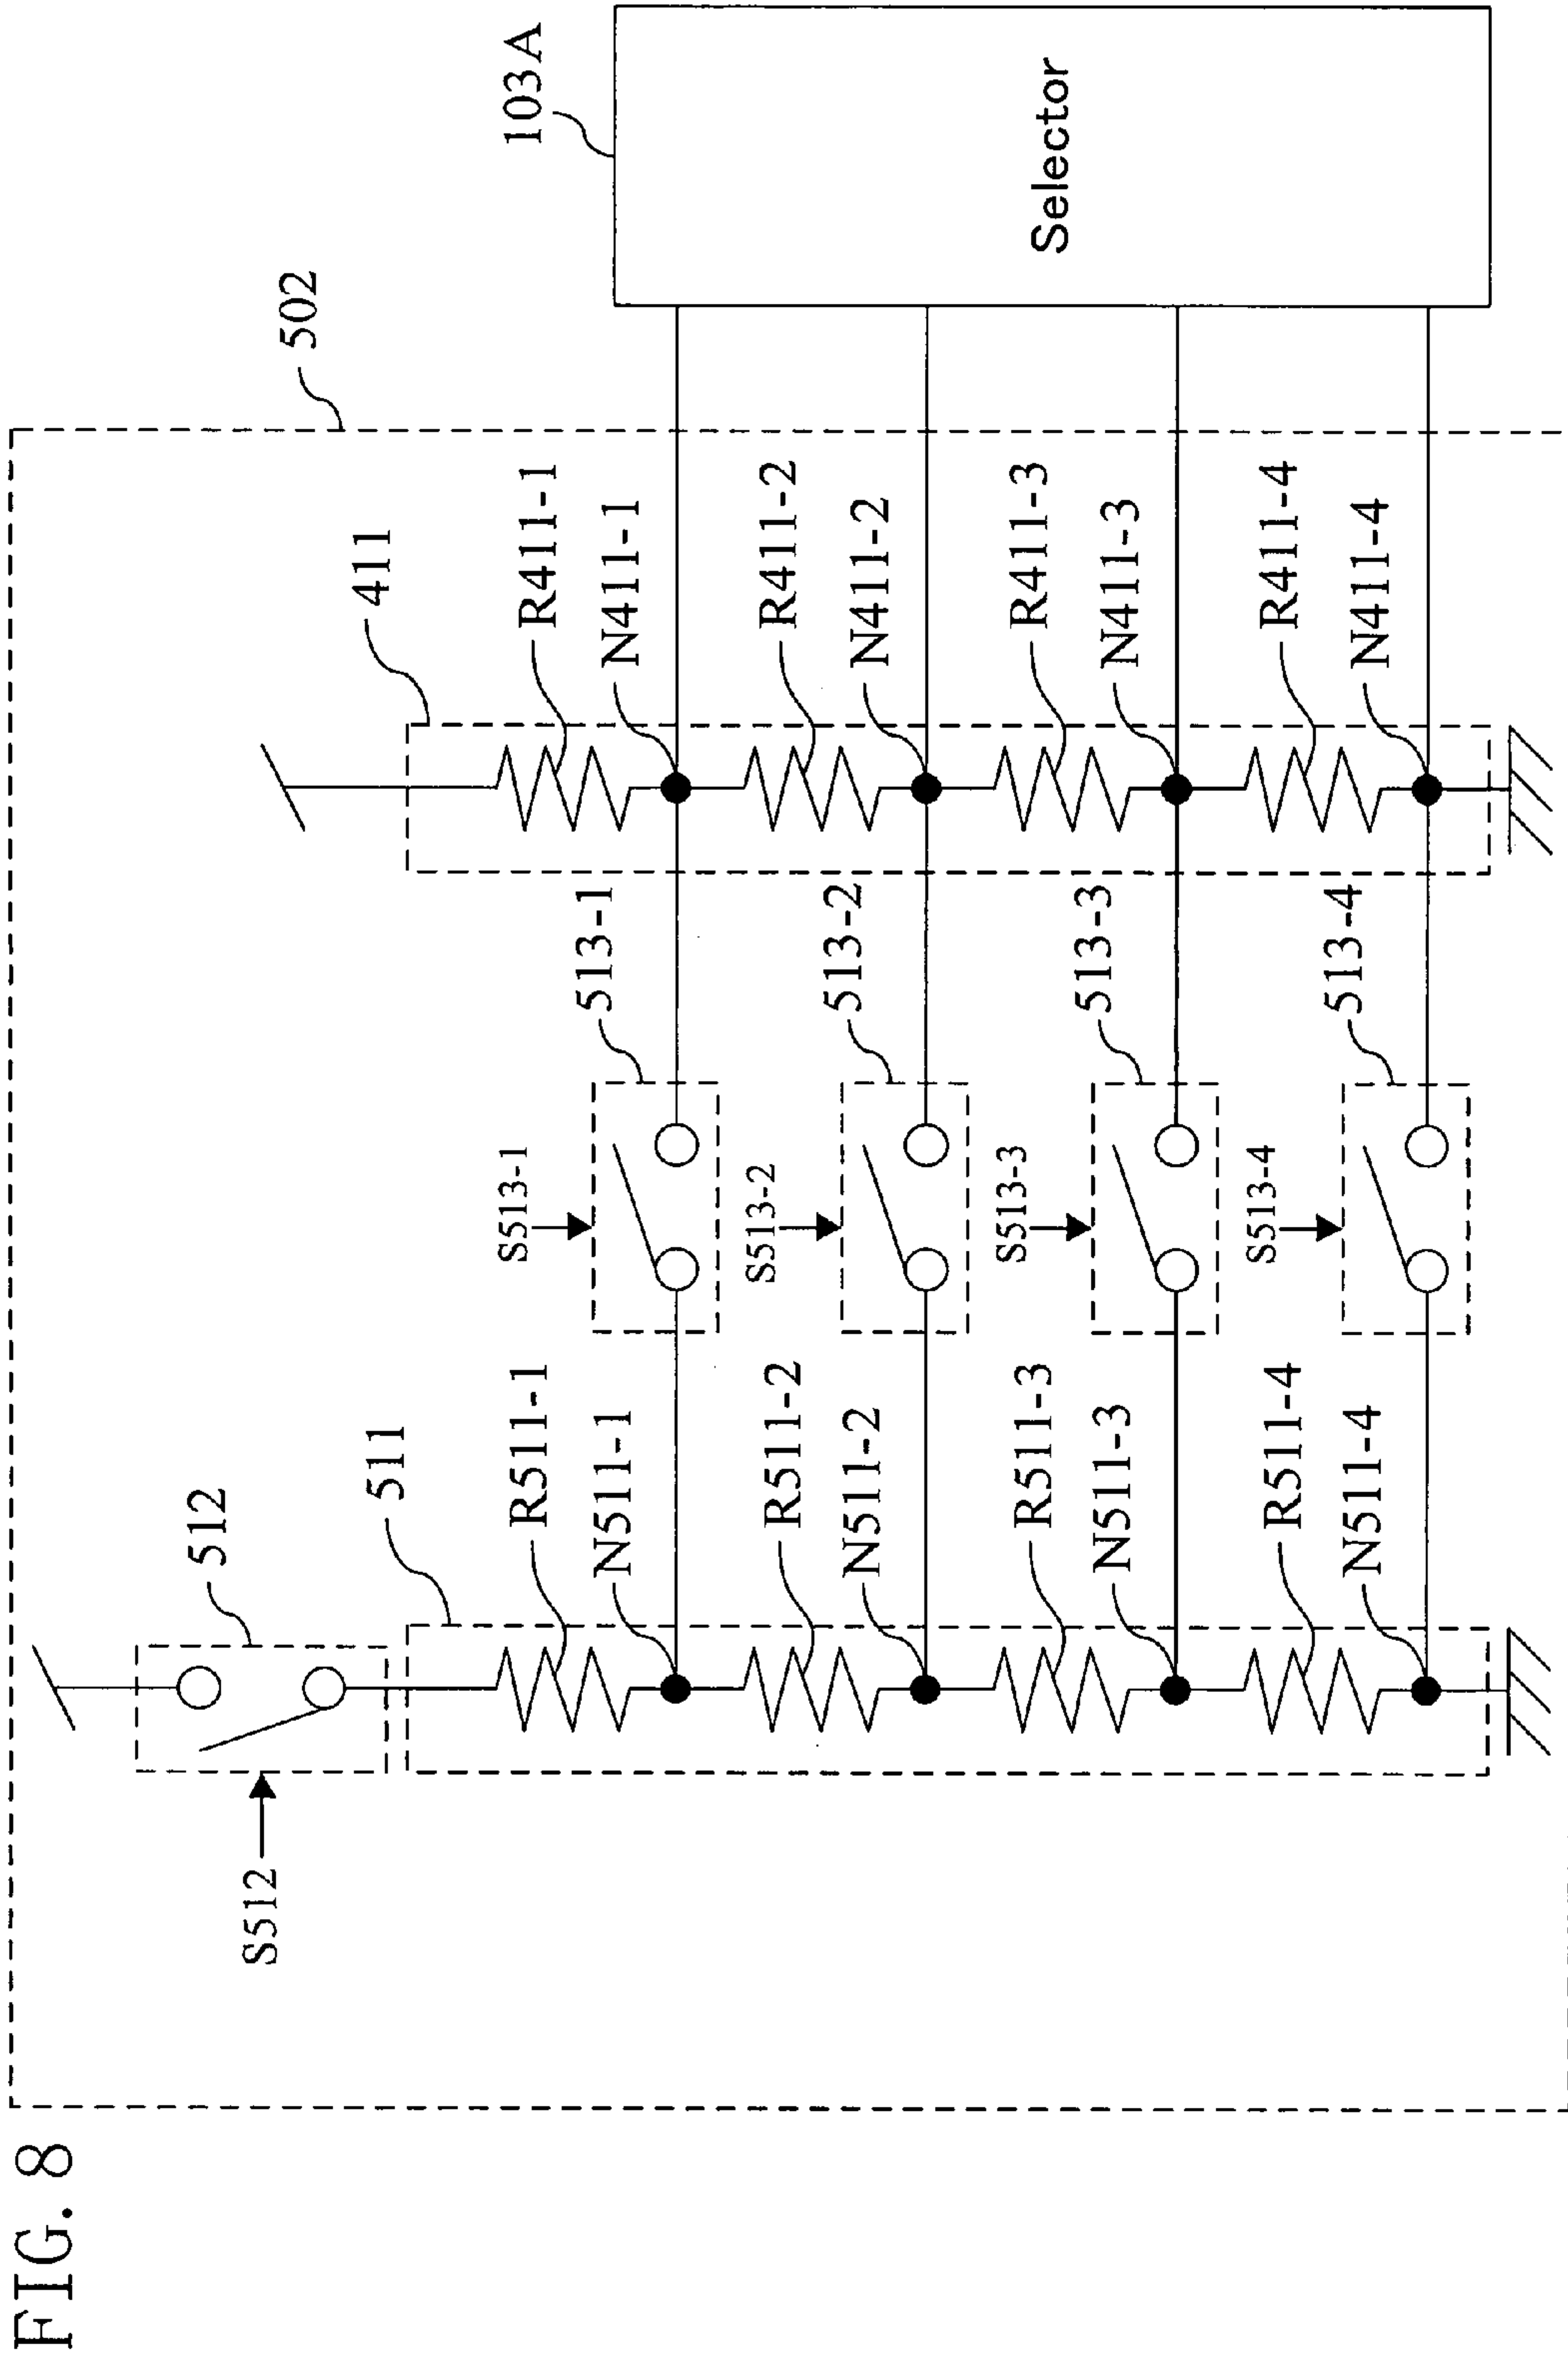 FIG. 8
502
103A
Selector
411
R411-1
N411-1
R411-2
N411-2
R411-3
N411-3
R411-4
N411-4
513-1
513-2
513-3
513-4
S513-1
S513-2
S513-3
S513-4
512
S512
511
R511-1
N511-1
R511-2
N511-2
R511-3
N511-3
R511-4
N511-4